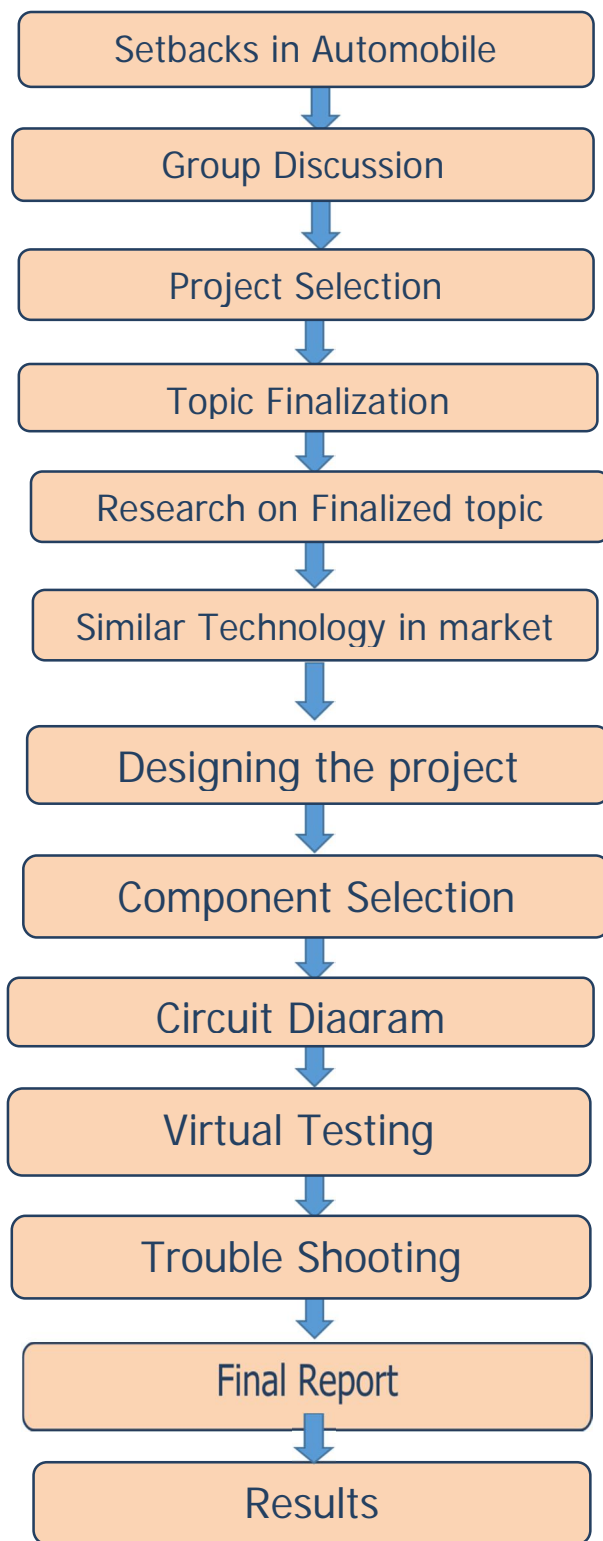 Setbacks in Automobile
Group Discussion
Project Selection
Topic Finalization
Research on Finalized topic
Similar Technology in market
Designing the project
Component Selection
Circuit Diagram
Virtual Testing
Trouble Shooting
Final Report
Results